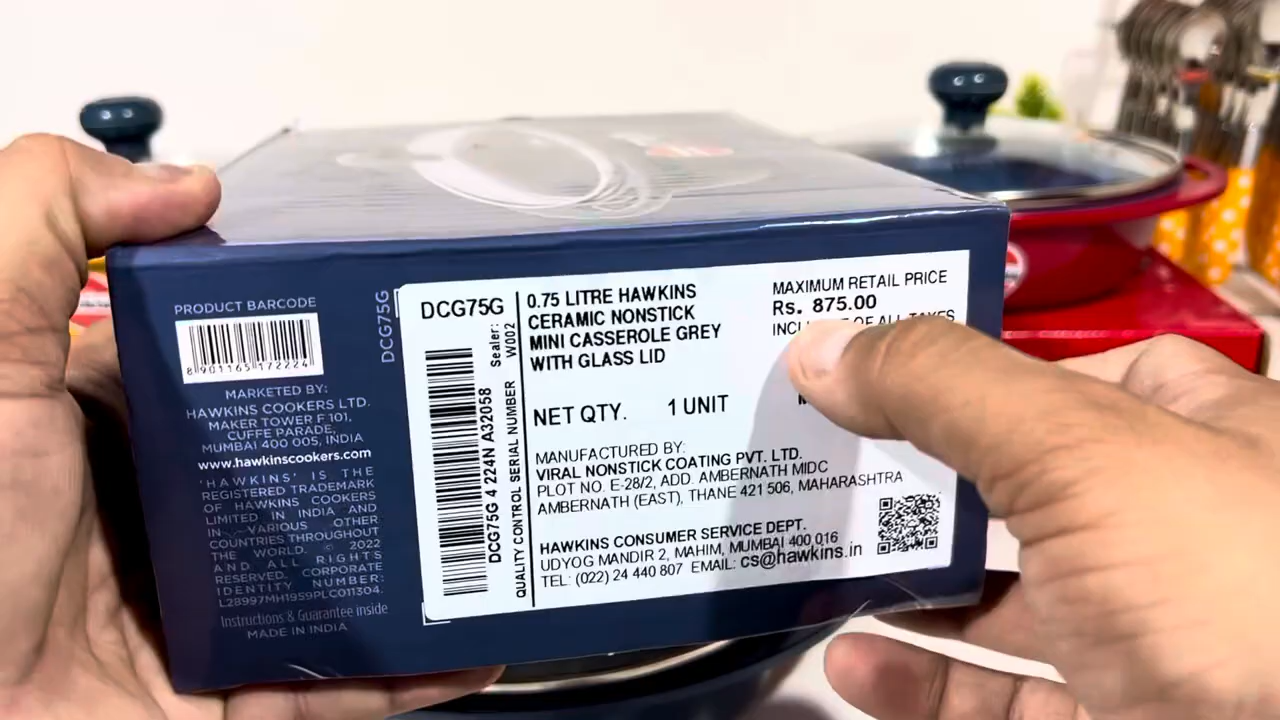 PRODUCT BARCODE
8 901165 172224
MARKETED BY:
HAWKINS COOKERS LTD.
MAKER TOWER F 101,
CUFFE PARADE,
MUMBAI 400 005, INDIA
www.hawkinscookers.com
'HAWKINS' IS THE
REGISTERED TRADEMARK
OF HAWKINS COOKERS
LIMITED IN INDIA AND
IN VARIOUS OTHER
COUNTRIES THROUGHOUT
THE WORLD. © 2022
AND ALL RIGHTS
RESERVED. CORPORATE
IDENTITY NUMBER:
L28997MH1959PLC011304.
Instructions & Guarantee inside
MADE IN INDIA
DCG75G
DCG75G
Sealer: W002
DCG75G 4 224N A32058
QUALITY CONTROL SERIAL NUMBER
0.75 LITRE HAWKINS
CERAMIC NONSTICK
MINI CASSEROLE GREY
WITH GLASS LID
MAXIMUM RETAIL PRICE
Rs. 875.00
OF ALL TAXES
NET QTY. 1 UNIT
MANUFACTURED BY:
VIRAL NONSTICK COATING PVT. LTD.
PLOT NO. E-28/2, ADD. AMBERNATH MIDC
AMBERNATH (EAST), THANE 421 506, MAHARASHTRA
HAWKINS CONSUMER SERVICE DEPT.
UDYOG MANDIR 2, MAHIM, MUMBAI 400 016
TEL: (022) 24 440 807 EMAIL: cs@hawkins.in